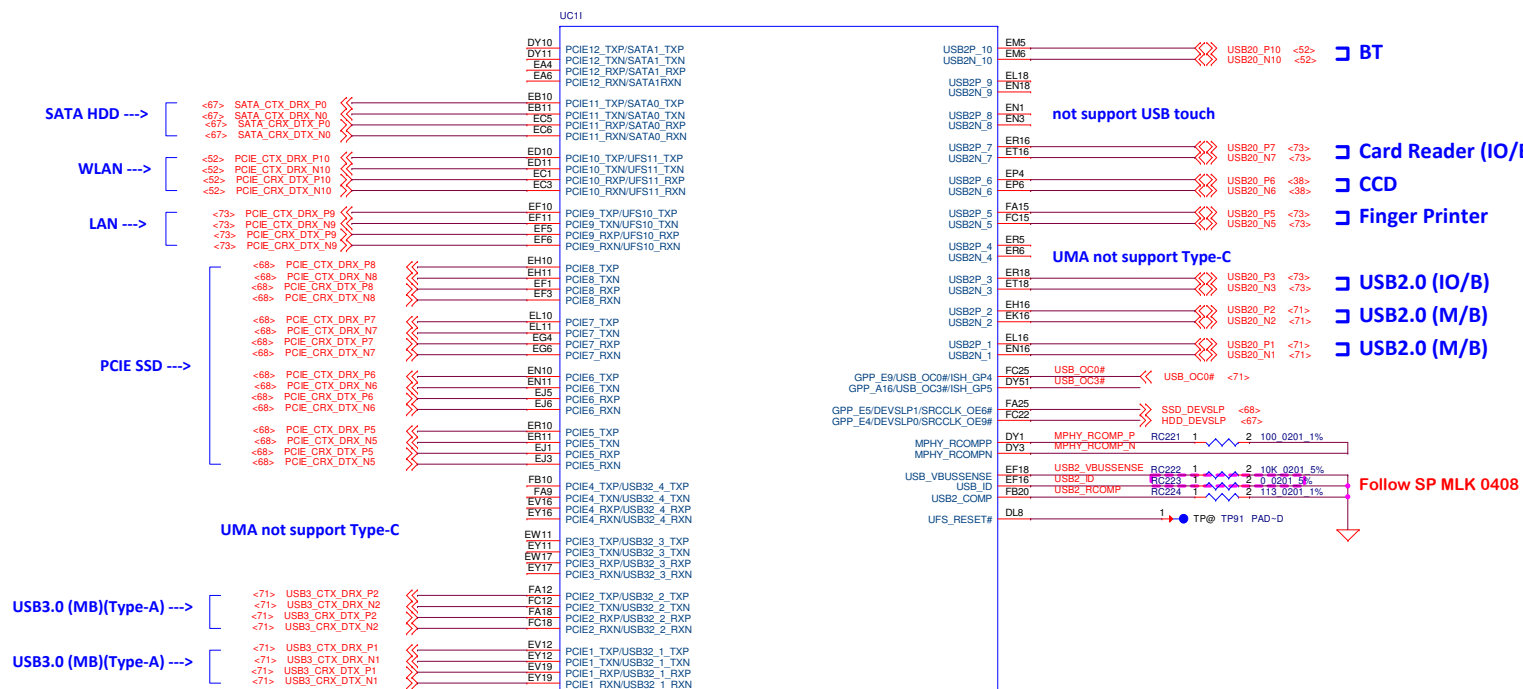 UC1I
DY10 PCIE12_TXP/SATA1_TXP
DY11 PCIE12_TXN/SATA1_TXN
EA4 PCIE12_RXP/SATA1_RXP
EA6 PCIE12_RXN/SATA1RXN
SATA HDD --->
<67> SATA_CTX_DRX_P0 EB10 PCIE11_TXP/SATA0_TXP
<67> SATA_CTX_DRX_N0 EB11 PCIE11_TXN/SATA0_TXN
<67> SATA_CRX_DTX_P0 EC5 PCIE11_RXP/SATA0_RXP
<67> SATA_CRX_DTX_N0 EC6 PCIE11_RXN/SATA0_RXN
WLAN --->
<52> PCIE_CTX_DRX_P10 ED10 PCIE10_TXP/UFS11_TXP
<52> PCIE_CTX_DRX_N10 ED11 PCIE10_TXN/UFS11_TXN
<52> PCIE_CRX_DTX_P10 EC1 PCIE10_RXP/UFS11_RXP
<52> PCIE_CRX_DTX_N10 EC3 PCIE10_RXN/UFS11_RXN
LAN --->
<73> PCIE_CTX_DRX_P9 EF10 PCIE9_TXP/UFS10_TXP
<73> PCIE_CTX_DRX_N9 EF11 PCIE9_TXN/UFS10_TXN
<73> PCIE_CRX_DTX_P9 EF5 PCIE9_RXP/UFS10_RXP
<73> PCIE_CRX_DTX_N9 EF6 PCIE9_RXN/UFS10_RXN
PCIE SSD --->
<68> PCIE_CTX_DRX_P8 EH10 PCIE8_TXP
<68> PCIE_CTX_DRX_N8 EH11 PCIE8_TXN
<68> PCIE_CRX_DTX_P8 EF1 PCIE8_RXP
<68> PCIE_CRX_DTX_N8 EF3 PCIE8_RXN
<68> PCIE_CTX_DRX_P7 EL10 PCIE7_TXP
<68> PCIE_CTX_DRX_N7 EL11 PCIE7_TXN
<68> PCIE_CRX_DTX_P7 EG4 PCIE7_RXP
<68> PCIE_CRX_DTX_N7 EG6 PCIE7_RXN
<68> PCIE_CTX_DRX_P6 EN10 PCIE6_TXP
<68> PCIE_CTX_DRX_N6 EN11 PCIE6_TXN
<68> PCIE_CRX_DTX_P6 EJ5 PCIE6_RXP
<68> PCIE_CRX_DTX_N6 EJ6 PCIE6_RXN
<68> PCIE_CTX_DRX_P5 ER10 PCIE5_TXP
<68> PCIE_CTX_DRX_N5 ER11 PCIE5_TXN
<68> PCIE_CRX_DTX_P5 EJ1 PCIE5_RXP
<68> PCIE_CRX_DTX_N5 EJ3 PCIE5_RXN
FB10 PCIE4_TXP/USB32_4_TXP
FA9 PCIE4_TXN/USB32_4_TXN
EV16 PCIE4_RXP/USB32_4_RXP
EY16 PCIE4_RXN/USB32_4_RXN
UMA not support Type-C
EW11 PCIE3_TXP/USB32_3_TXP
EY11 PCIE3_TXN/USB32_3_TXN
EW17 PCIE3_RXP/USB32_3_RXP
EY17 PCIE3_RXN/USB32_3_RXN
USB3.0 (MB)(Type-A) --->
<71> USB3_CTX_DRX_P2 FA12 PCIE2_TXP/USB32_2_TXP
<71> USB3_CTX_DRX_N2 FC12 PCIE2_TXN/USB32_2_TXN
<71> USB3_CRX_DTX_P2 FA18 PCIE2_RXP/USB32_2_RXP
<71> USB3_CRX_DTX_N2 FC18 PCIE2_RXN/USB32_2_RXN
USB3.0 (MB)(Type-A) --->
<71> USB3_CTX_DRX_P1 EV12 PCIE1_TXP/USB32_1_TXP
<71> USB3_CTX_DRX_N1 EY12 PCIE1_TXN/USB32_1_TXN
<71> USB3_CRX_DTX_P1 EV19 PCIE1_RXP/USB32_1_RXP
<71> USB3_CRX_DTX_N1 EY19 PCIE1_RXN/USB32_1_RXN
USB2P_10 EM5 USB20_P10 <52>
USB2N_10 EM6 USB20_N10 <52>
BT
USB2P_9 EL18
USB2N_9 EN18
USB2P_8 EN1
USB2N_8 EN3
not support USB touch
USB2P_7 ER16 USB20_P7 <73>
USB2N_7 ET16 USB20_N7 <73>
Card Reader (IO/
USB2P_6 EP4 USB20_P6 <38>
USB2N_6 EP6 USB20_N6 <38>
CCD
USB2P_5 FA15 USB20_P5 <73>
USB2N_5 FC15 USB20_N5 <73>
Finger Printer
USB2P_4 ER5
USB2N_4 ER6
UMA not support Type-C
USB2P_3 ER18 USB20_P3 <73>
USB2N_3 ET18 USB20_N3 <73>
USB2.0 (IO/B)
USB2P_2 EH16 USB20_P2 <71>
USB2N_2 EK16 USB20_N2 <71>
USB2.0 (M/B)
USB2P_1 EL16 USB20_P1 <71>
USB2N_1 EN16 USB20_N1 <71>
USB2.0 (M/B)
GPP_E9/USB_OC0#/ISH_GP4 FC25 USB_OC0# USB_OC0# <71>
GPP_A16/USB_OC3#/ISH_GP5 DY51 USB_OC3#
GPP_E5/DEVSLP1/SRCCLK_OE6# FA25 SSD_DEVSLP <68>
GPP_E4/DEVSLP0/SRCCLK_OE9# FC22 HDD_DEVSLP <67>
MPHY_RCOMPP DY1 MPHY_RCOMP_P RC221 1 2 100_0201_1%
MPHY_RCOMPN DY3 MPHY_RCOMP_N
USB_VBUSSENSE EF18 USB2_VBUSSENSE RC222 1 2 10K_0201_5%
USB_ID EF16 USB2_ID RC223 1 2 0_0201_5%
USB2_COMP FB20 USB2_RCOMP RC224 1 2 113_0201_1%
Follow SP MLK 0408
UFS_RESET# DL8 1 TP@ TP91 PAD-D